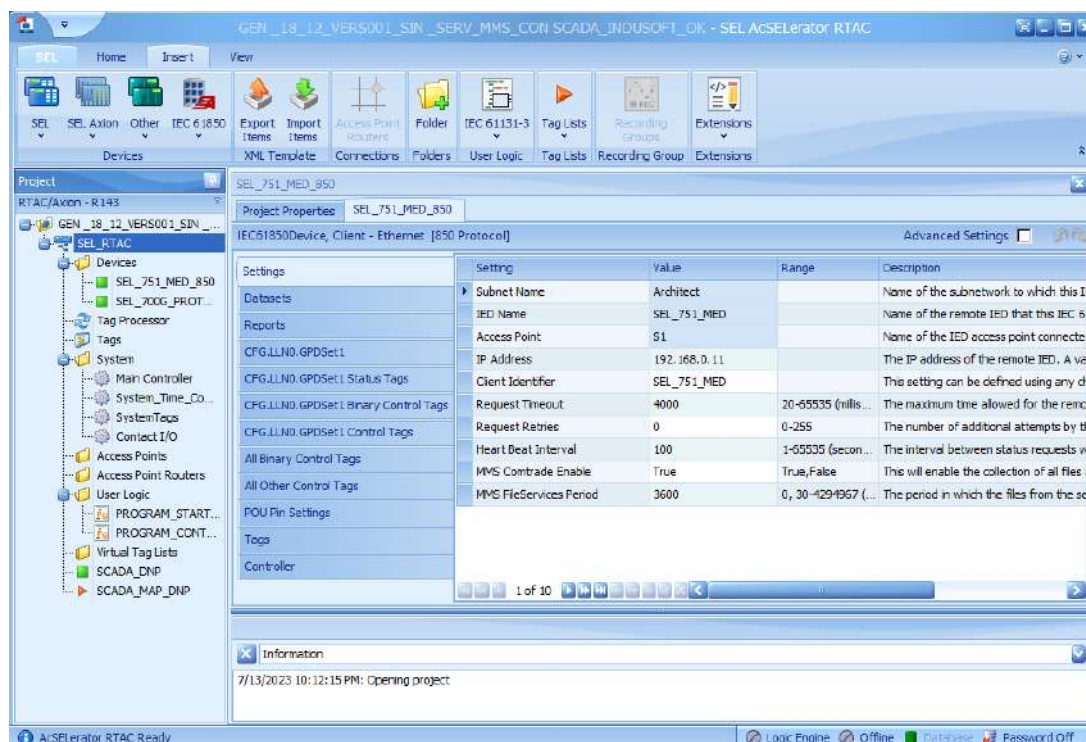 GEN _18_12_VERS001_SIN _SERV_MMS_CON SCADA_INDUSOFT_OK - SEL AcSELerator RTAC
SEL Home Insert View
SEL SEL Axion Other IEC 61850 Export Items Import Items Access Point Routers Folder IEC 61131-3 Tag Lists Recording Groups Extensions
Devices XML Template Connections Folders User Logic Tag Lists Recording Group Extensions
Project
RTAC/Axion - R143
GEN _18_12_VERS001_SIN _...
SEL_RTAC
Devices
SEL_751_MED_850
SEL_700G_PROT...
Tag Processor
Tags
System
Main Controller
System_Time_Co...
SystemTags
Contact I/O
Access Points
Access Point Routers
User Logic
PROGRAM_START...
PROGRAM_CONT...
Virtual Tag Lists
SCADA_DNP
SCADA_MAP_DNP
SEL_751_MED_850
Project Properties SEL_751_MED_850
IEC61850Device, Client - Ethernet [850 Protocol] Advanced Settings
Settings
Datasets
Reports
CFG.LLN0.GPDSet1
CFG.LLN0.GPDSet1 Status Tags
CFG.LLN0.GPDSet1 Binary Control Tags
CFG.LLN0.GPDSet1 Control Tags
All Binary Control Tags
All Other Control Tags
POU Pin Settings
Tags
Controller
Setting Value Range Description
Subnet Name Architect Name of the subnetwork to which this I
IED Name SEL_751_MED Name of the remote IED that this IEC 6
Access Point S1 Name of the IED access point connecte
IP Address 192.168.0.11 The IP address of the remote IED. A va
Client Identifier SEL_751_MED This setting can be defined using any ch
Request Timeout 4000 20-65535 (millis... The maximum time allowed for the remo
Request Retries 0 0-255 The number of additional attempts by th
Heart Beat Interval 100 1-65535 (secon... The interval between status requests w
MMS Comtrade Enable True True,False This will enable the collection of all files
MMS FileServices Period 3600 0, 30-4294967 (... The period in which the files from the se
1 of 10
Information
7/13/2023 10:12:15 PM: Opening project
AcSELerator RTAC Ready Logic Engine Offline Database Password Off